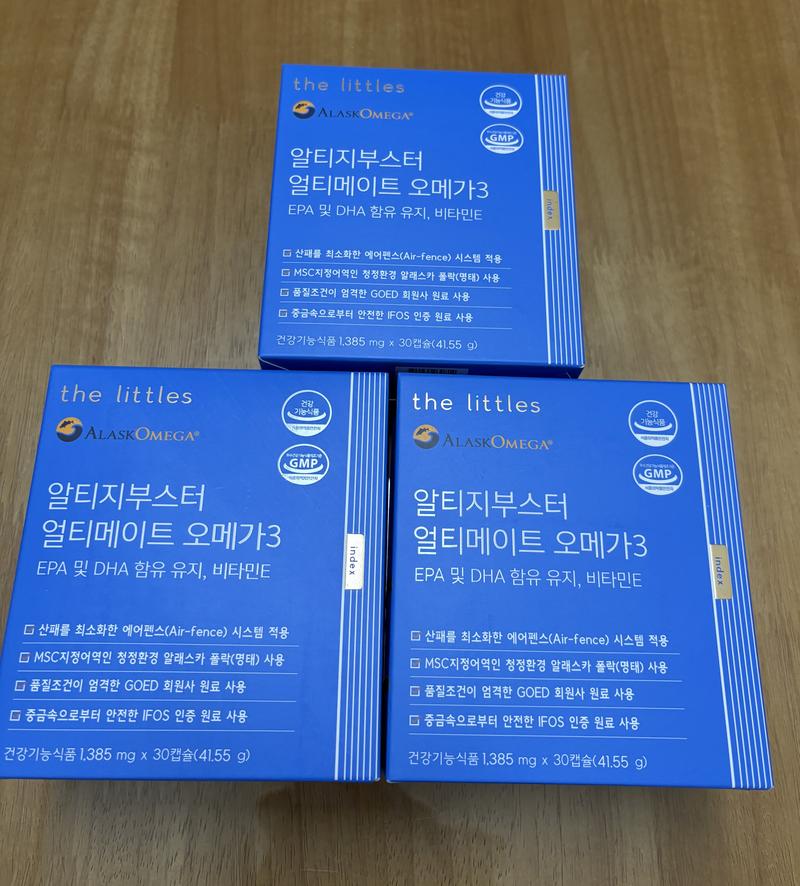 the littles
ALASKOMEGA®
건강
기능식품
GMP
알티지부스터
얼티메이트 오메가3
EPA 및 DHA 함유 유지, 비타민E
index
산패를 최소화한 에어펜스(Air-fence) 시스템 적용
MSC지정어역인 청정환경 알래스카 폴락(명태) 사용
품질조건이 엄격한 GOED 회원사 원료 사용
중금속으로부터 안전한 IFOS 인증 원료 사용
건강기능식품 1,385 mg x 30캡슐(41.55 g)
the littles
ALASKOMEGA®
건강
기능식품
GMP
알티지부스터
얼티메이트 오메가3
EPA 및 DHA 함유 유지, 비타민E
index
산패를 최소화한 에어펜스(Air-fence) 시스템 적용
MSC지정어역인 청정환경 알래스카 폴락(명태) 사용
품질조건이 엄격한 GOED 회원사 원료 사용
중금속으로부터 안전한 IFOS 인증 원료 사용
건강기능식품 1,385 mg x 30캡슐(41.55 g)
the littles
ALASKOMEGA®
건강
기능식품
GMP
알티지부스터
얼티메이트 오메가3
EPA 및 DHA 함유 유지, 비타민E
index
산패를 최소화한 에어펜스(Air-fence) 시스템 적용
MSC지정어역인 청정환경 알래스카 폴락(명태) 사용
품질조건이 엄격한 GOED 회원사 원료 사용
중금속으로부터 안전한 IFOS 인증 원료 사용
건강기능식품 1,385 mg x 30캡슐(41.55 g)